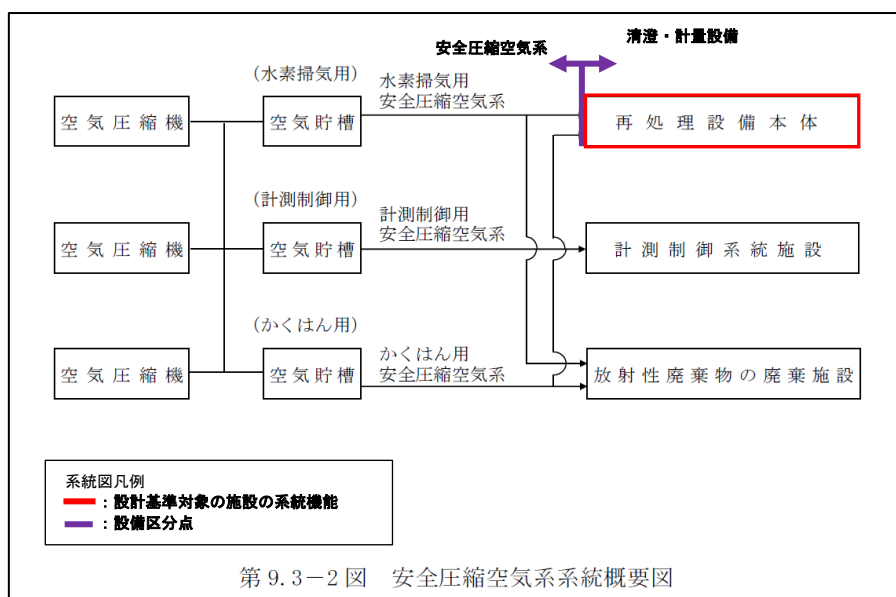 安全圧縮空気系
清澄・計量設備
(水素掃気用)
水素掃気用
安全圧縮空気系
空気圧縮機
空気貯槽
再処理設備本体
(計測制御用)
計測制御用
安全圧縮空気系
空気圧縮機
空気貯槽
計測制御系統施設
(かくはん用)
かくはん用
安全圧縮空気系
空気圧縮機
空気貯槽
放射性廃棄物の廃棄施設
系統図凡例
:設計基準対象の施設の系統機能
:設備区分点
第9.3-2図 安全圧縮空気系系統概要図